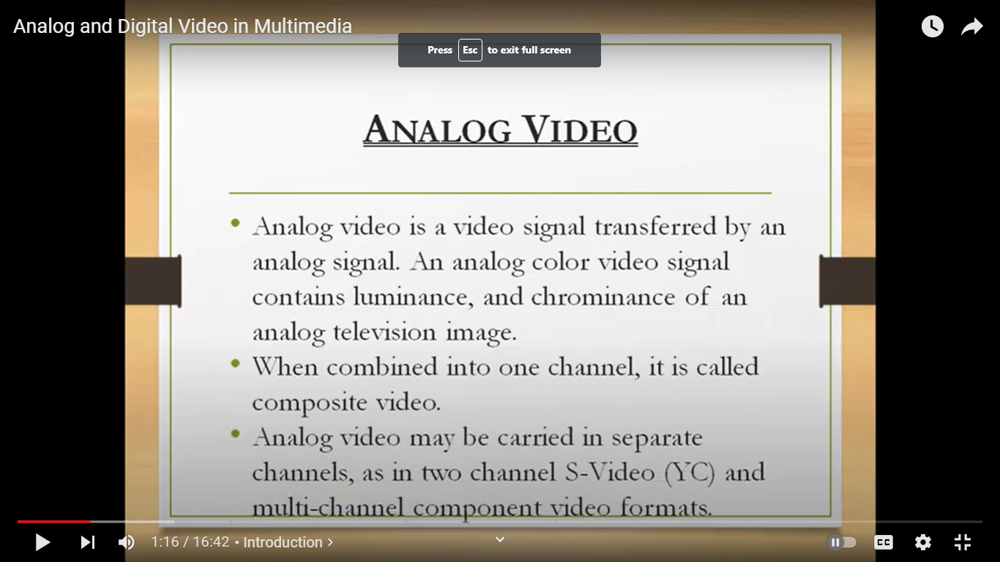 Analog and Digital Video in Multimedia
Press Esc to exit full screen
ANALOG VIDEO
• Analog video is a video signal transferred by an
analog signal. An analog color video signal
contains luminance, and chrominance of an
analog television image.
• When combined into one channel, it is called
composite video.
• Analog video may be carried in separate
channels, as in two channel S-Video (YC) and
multi-channel component video formats.
1:16 / 16:42 • Introduction >
CC